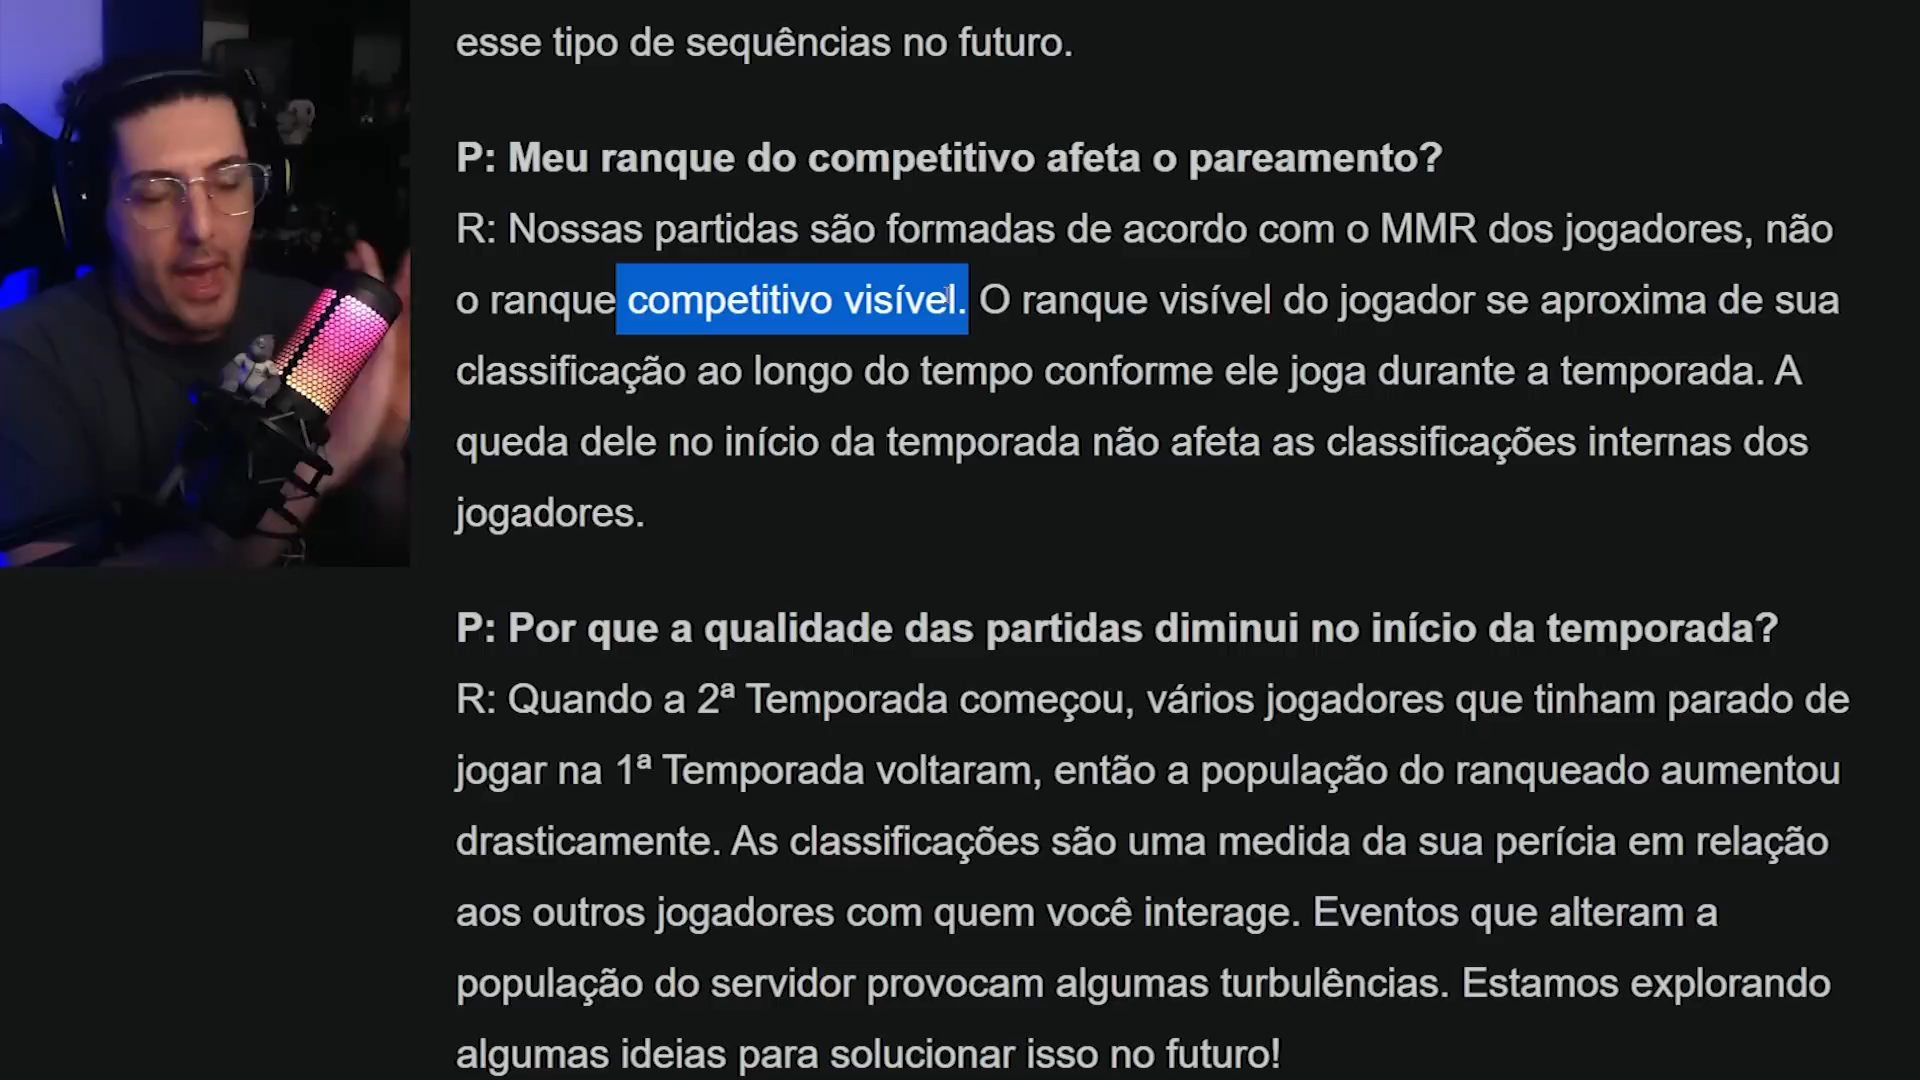 esse tipo de sequências no futuro.
P: Meu ranque do competitivo afeta o pareamento?
R: Nossas partidas são formadas de acordo com o MMR dos jogadores, não
o ranque competitivo visível. O ranque visível do jogador se aproxima de sua
classificação ao longo do tempo conforme ele joga durante a temporada. A
queda dele no início da temporada não afeta as classificações internas dos
jogadores.
P: Por que a qualidade das partidas diminui no início da temporada?
R: Quando a 2ª Temporada começou, vários jogadores que tinham parado de
jogar na 1ª Temporada voltaram, então a população do ranqueado aumentou
drasticamente. As classificações são uma medida da sua perícia em relação
aos outros jogadores com quem você interage. Eventos que alteram a
população do servidor provocam algumas turbulências. Estamos explorando
algumas ideias para solucionar isso no futuro!